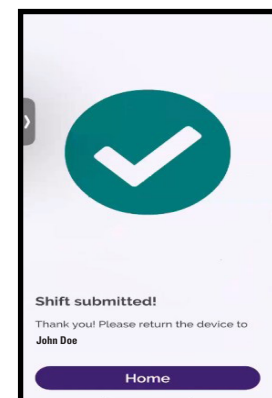 Shift submitted!
Thank you! Please return the device to
John Doe
Home